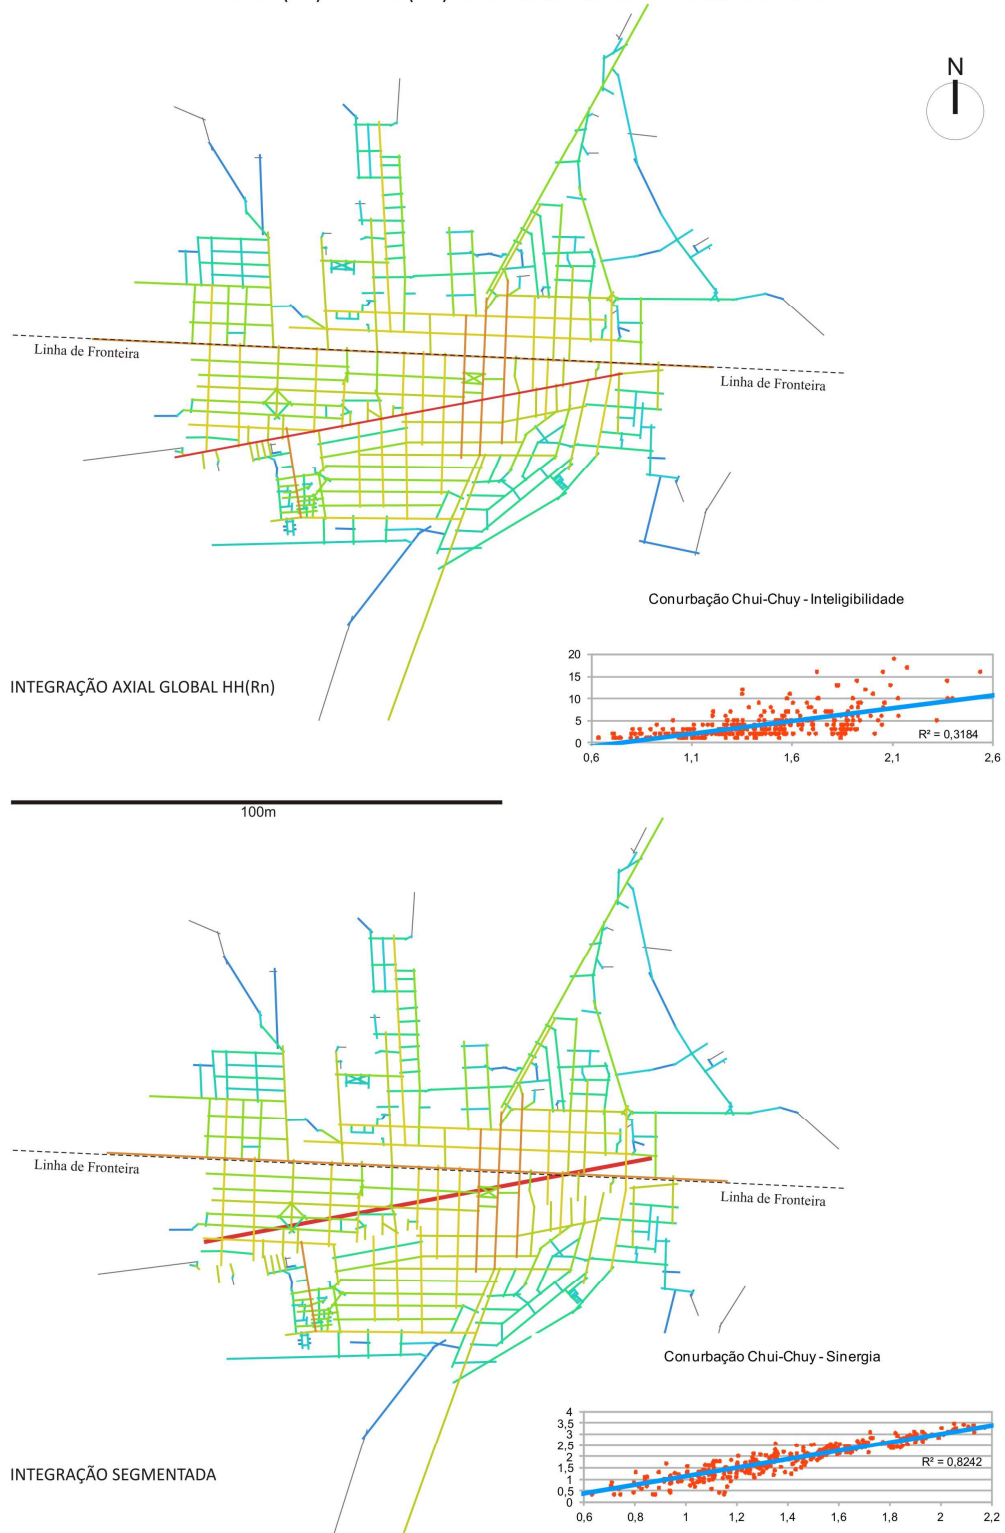 N
Linha de Fronteira
Linha de Fronteira
Conurbação Chui-Chuy - Inteligibilidade
20
15
10
5
0
R² = 0,3184
0,6 1,1 1,6 2,1 2,6
INTEGRAÇÃO AXIAL GLOBAL HH(Rn)
100m
Linha de Fronteira
Linha de Fronteira
Conurbação Chui-Chuy - Sinergia
4
3,5
3
2,5
2
1,5
1
0,5
0
R² = 0,8242
0,6 0,8 1 1,2 1,4 1,6 1,8 2 2,2
INTEGRAÇÃO SEGMENTADA